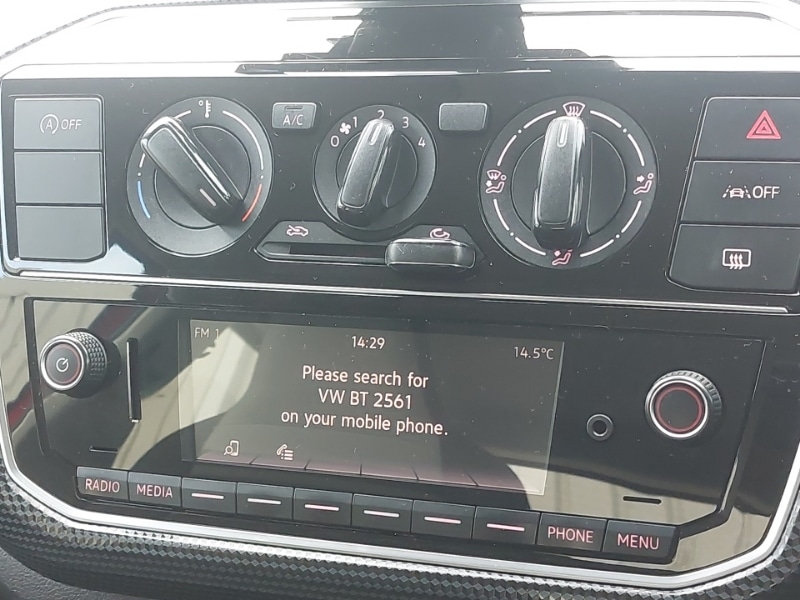 OFF
A/C
0 1 2 3 4
OFF
FM 1
14:29
14.5°C
Please search for
VW BT 2561
on your mobile phone.
RADIO MEDIA PHONE MENU